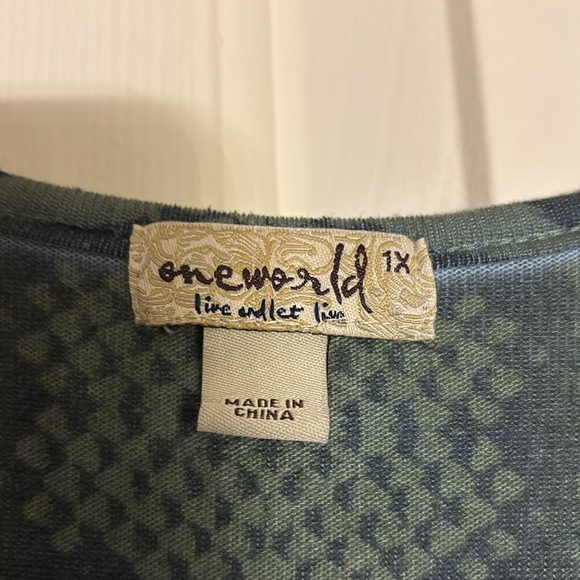 oneworld 1X
live and let live
MADE IN
CHINA